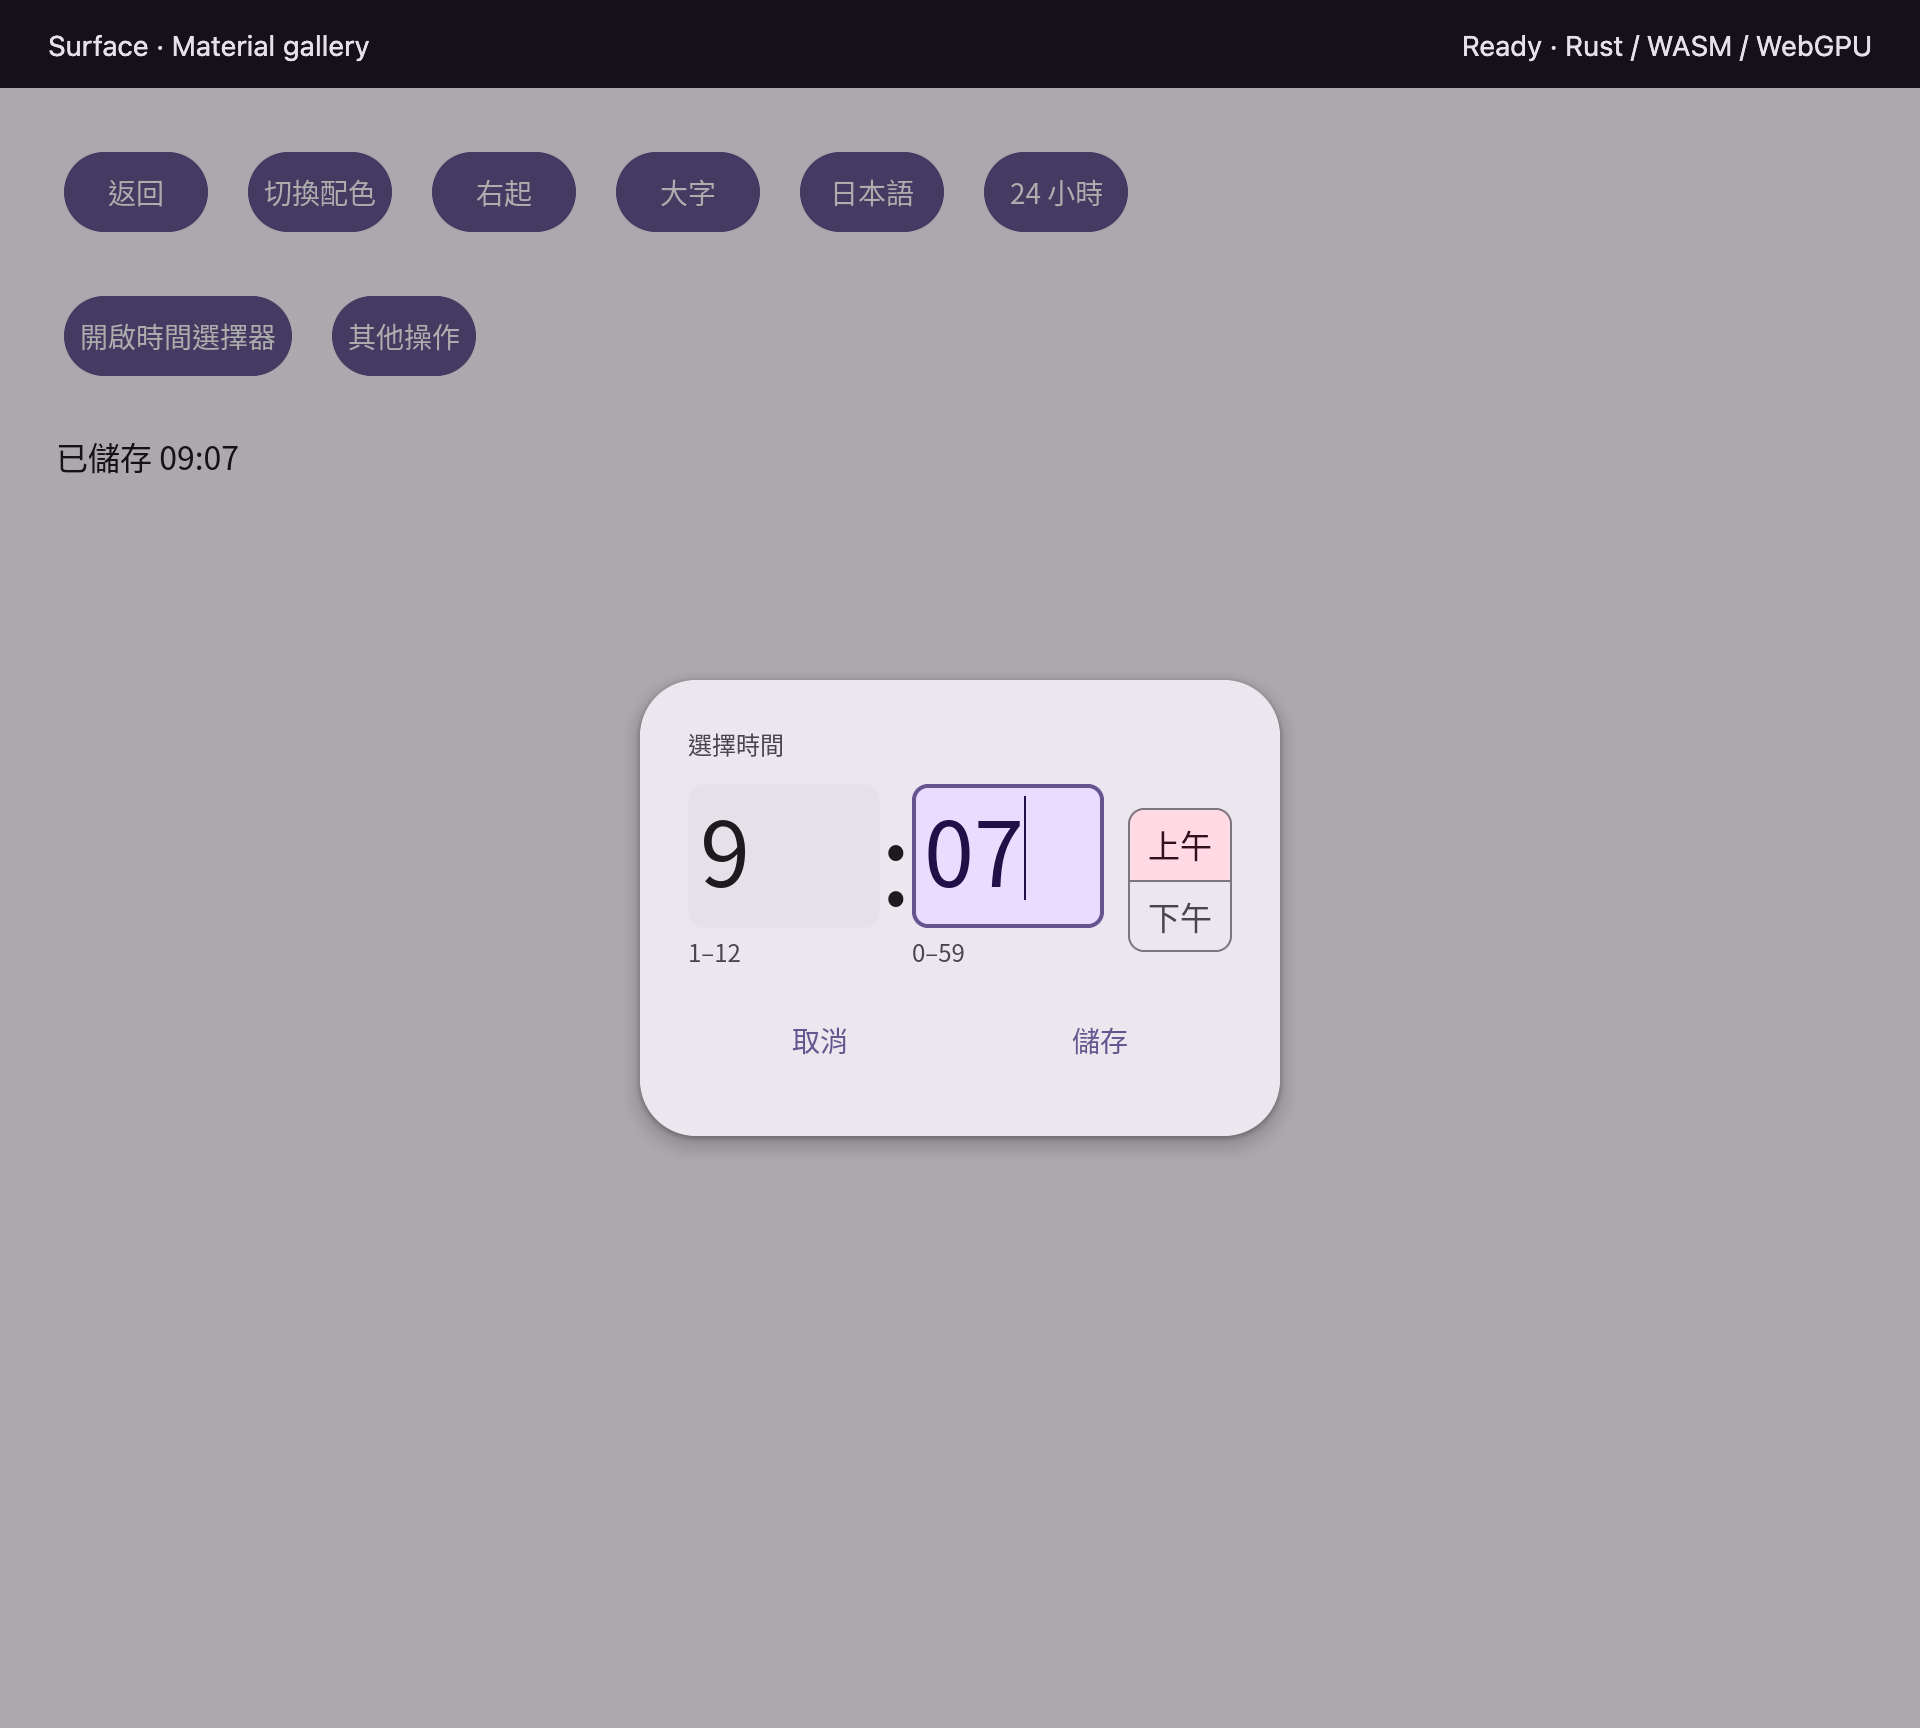 Surface · Material gallery
Ready · Rust / WASM / WebGPU
返回 切換配色 右起 大字 日本語 24 小時
開啟時間選擇器 其他操作
已儲存 09:07
選擇時間
9 : 07
上午
下午
1–12 0–59
取消 儲存